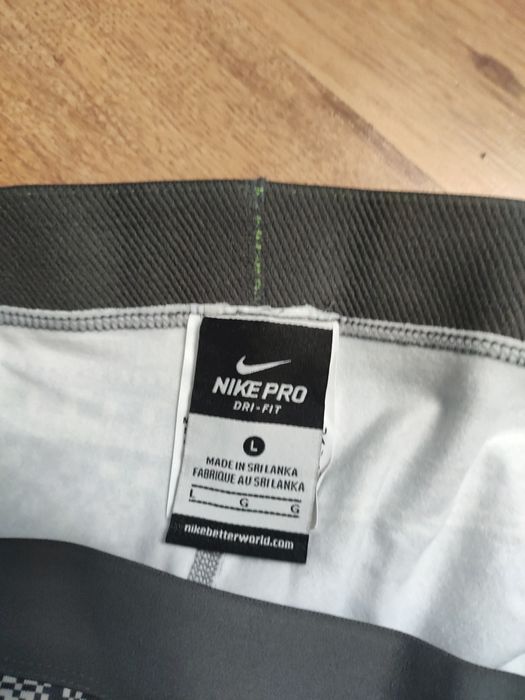 NIKE PRO
DRI-FIT
L
MADE IN SRI LANKA
FABRIQUE AU SRI LANKA
L G G
nikebetterworld.com